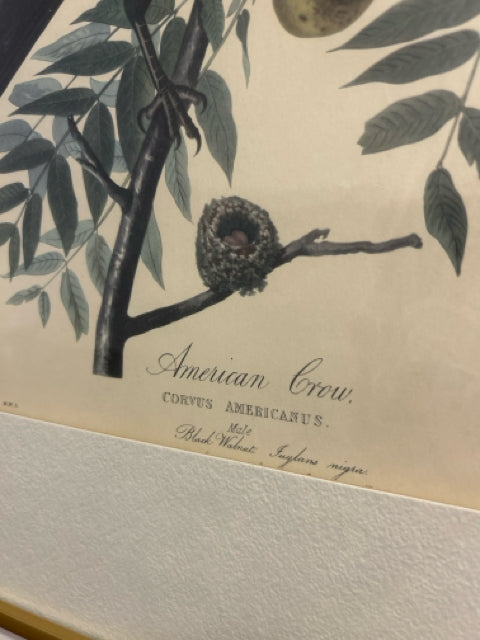 American Crow.
CORVUS AMERICANUS.
Male
Black Walnut. Juglans nigra.